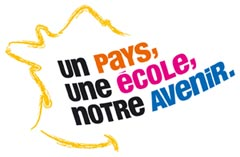 un PAYS,
une école,
notre avenir.